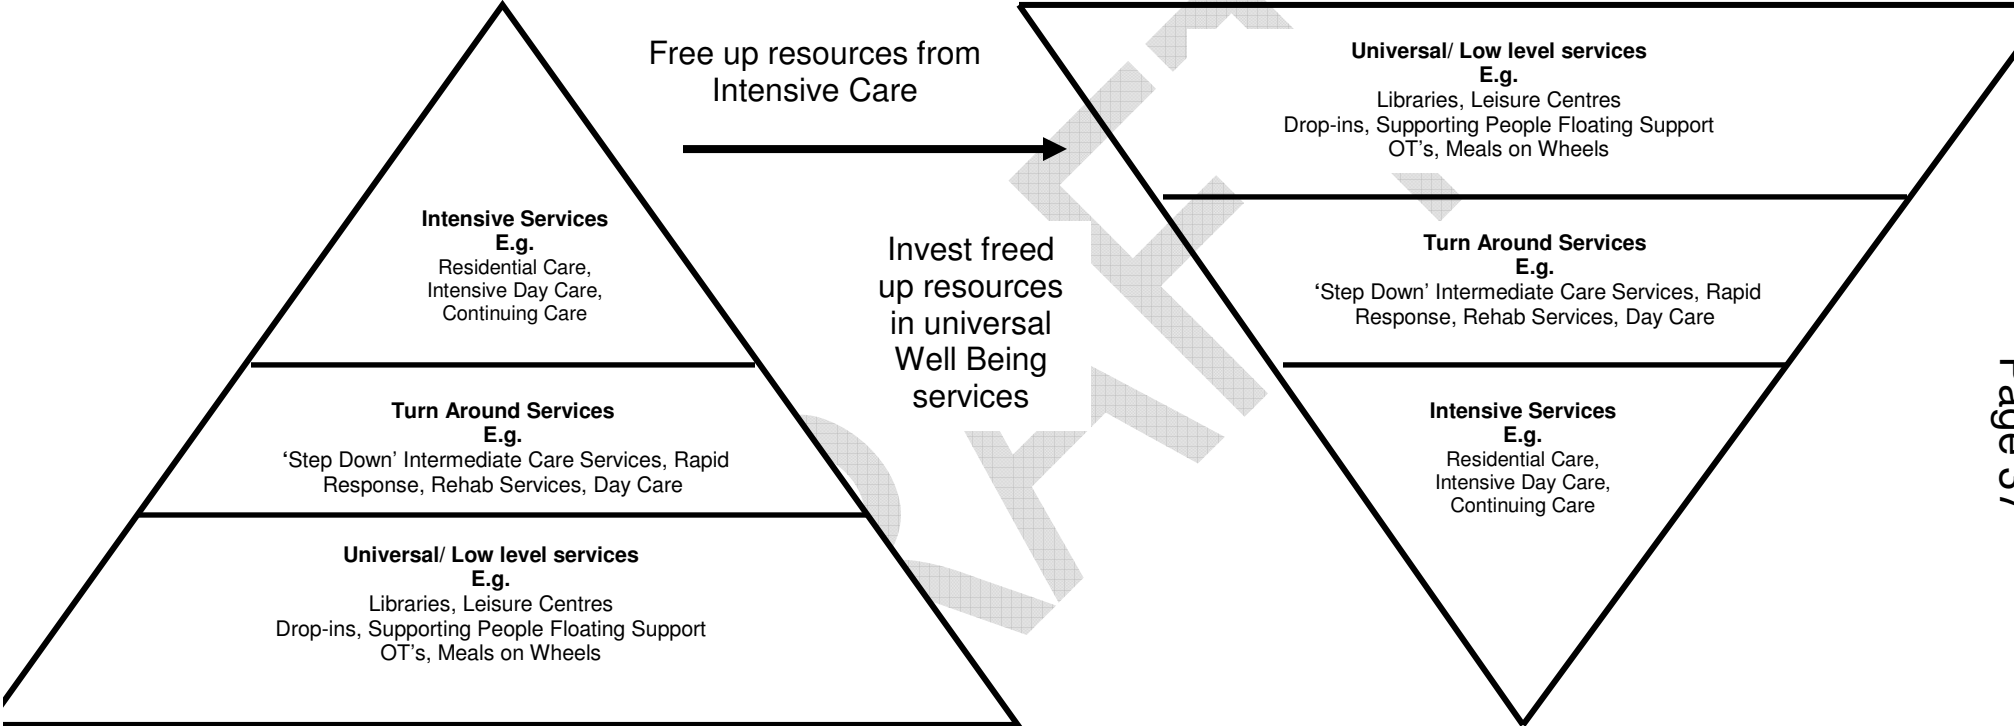 Free up resources from
Intensive Care
Intensive Services
E.g.
Residential Care,
Intensive Day Care,
Continuing Care
Turn Around Services
E.g.
‘Step Down’ Intermediate Care Services, Rapid
Response, Rehab Services, Day Care
Universal/ Low level services
E.g.
Libraries, Leisure Centres
Drop-ins, Supporting People Floating Support
OT’s, Meals on Wheels
Invest freed
up resources
in universal
Well Being
services
Universal/ Low level services
E.g.
Libraries, Leisure Centres
Drop-ins, Supporting People Floating Support
OT’s, Meals on Wheels
Turn Around Services
E.g.
‘Step Down’ Intermediate Care Services, Rapid
Response, Rehab Services, Day Care
Intensive Services
E.g.
Residential Care,
Intensive Day Care,
Continuing Care
Page